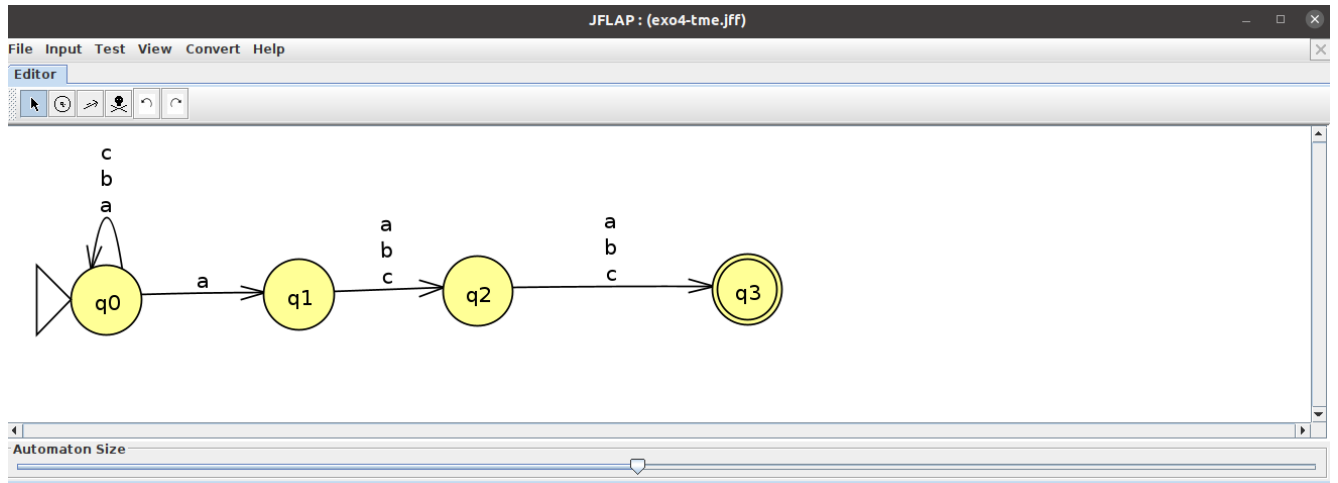 JFLAP : (exo4-tme.jff)
File Input Test View Convert Help
Editor
c
b
a
a
b
c
a
b
c
a
q0
q1
q2
q3
Automaton Size